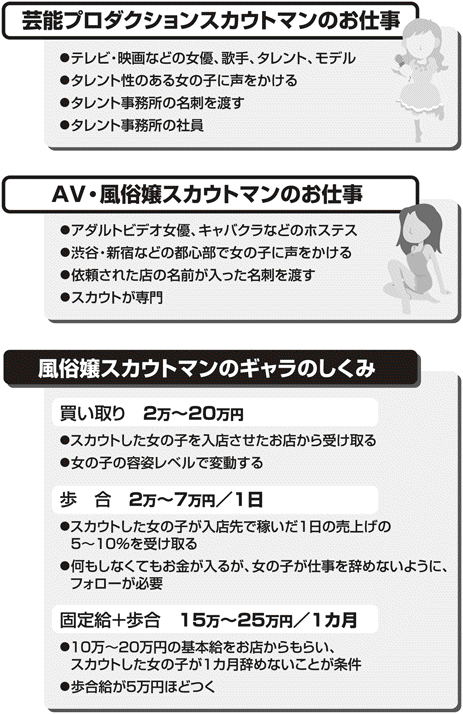 芸能プロダクションスカウトマンのお仕事
●テレビ・映画などの女優、歌手、タレント、モデル
●タレント性のある女の子に声をかける
●タレント事務所の名刺を渡す
●タレント事務所の社員
AV・風俗嬢スカウトマンのお仕事
●アダルトビデオ女優、キャバクラなどのホステス
●渋谷・新宿などの都心部で女の子に声をかける
●依頼された店の名前が入った名刺を渡す
●スカウトが専門
風俗嬢スカウトマンのギャラのしくみ
買い取り　2万〜20万円
●スカウトした女の子を入店させたお店から受け取る
●女の子の容姿レベルで変動する
歩　合　2万〜7万円／1日
●スカウトした女の子が入店先で稼いだ1日の売上げの
5〜10%を受け取る
●何もしなくてもお金が入るが、女の子が仕事を辞めないように、
フォローが必要
固定給＋歩合　15万〜25万円／1カ月
●10万〜20万円の基本給をお店からもらい、
スカウトした女の子が1カ月辞めないことが条件
●歩合給が5万円ほどつく